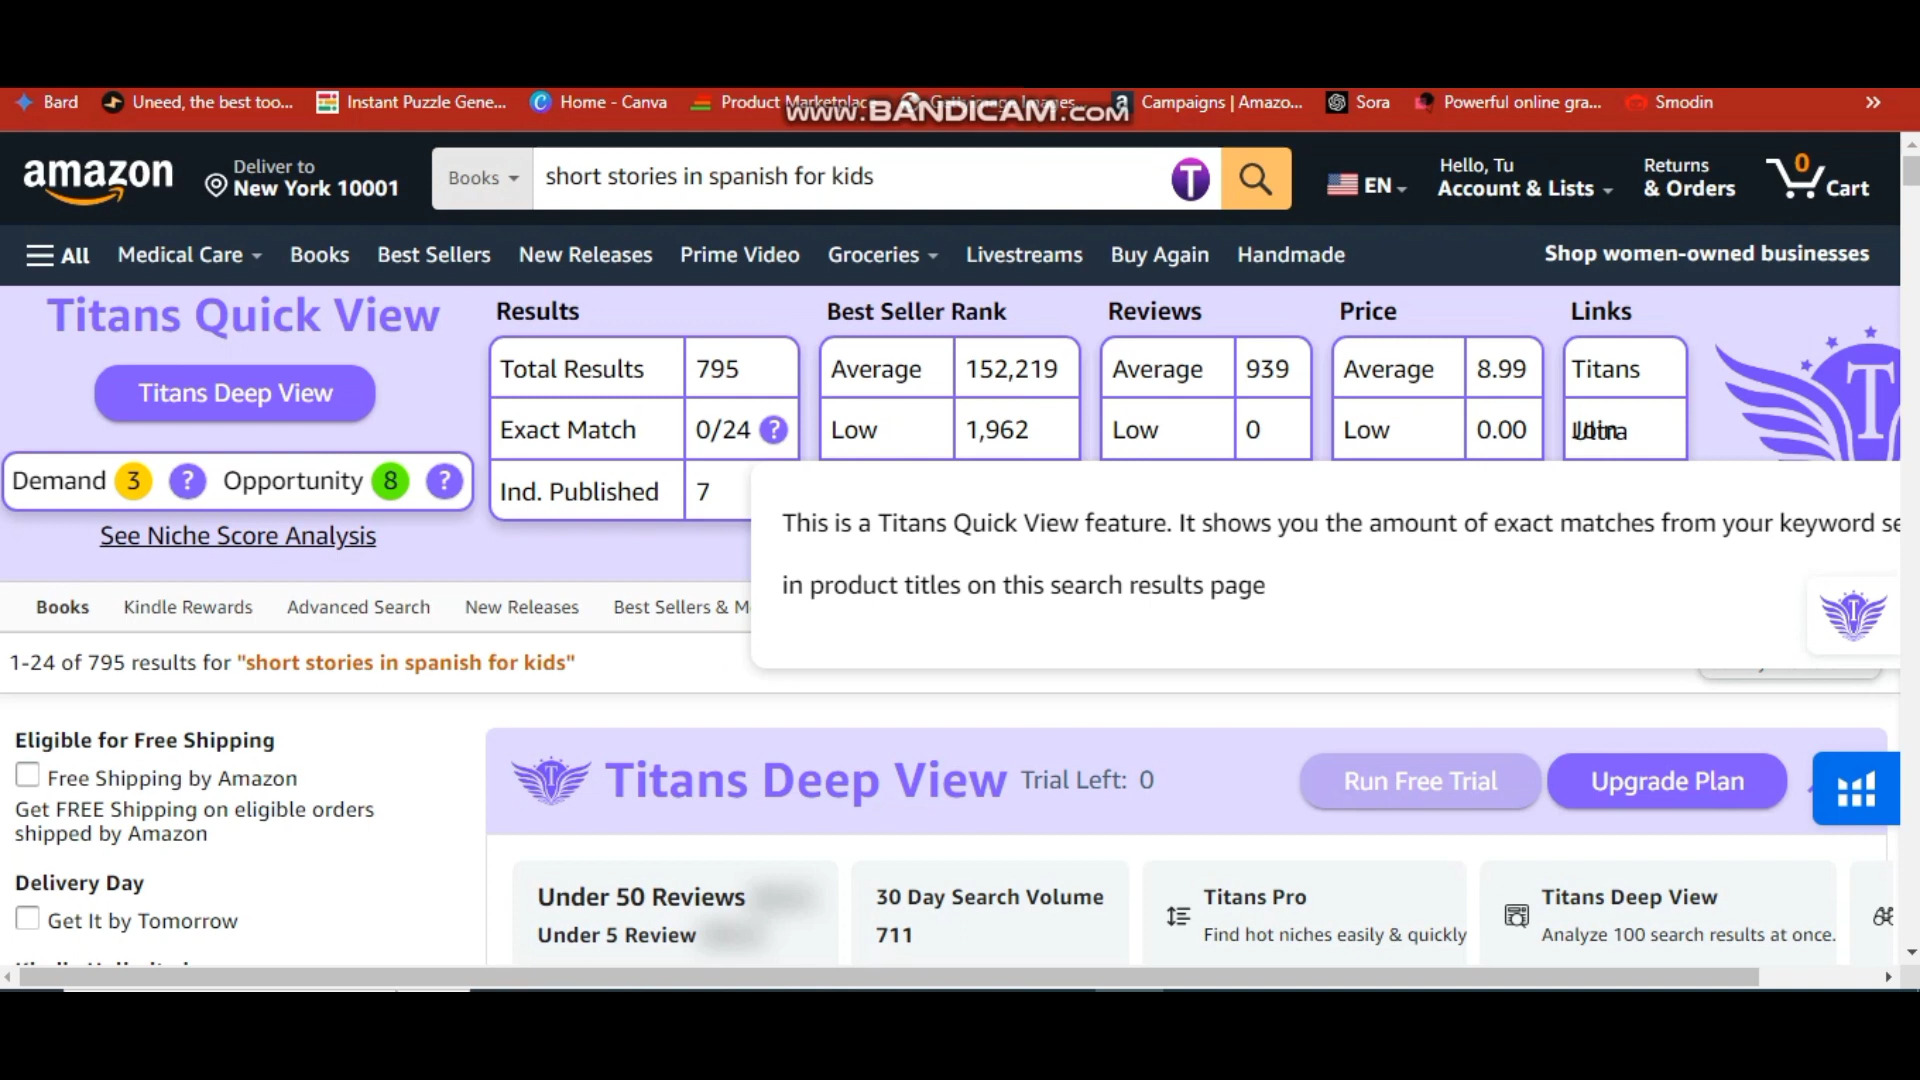 Bard
Uneed, the best too...
Instant Puzzle Gene...
Home - Canva
Product Marketplace
www.BANDICAM.COM
Campaigns | Amazo...
Sora
Powerful online gra...
Smodin
amazon
Deliver to
New York 10001
Books
short stories in spanish for kids
T
EN
Hello, Tu
Account & Lists
Returns
& Orders
0
Cart
All
Medical Care
Books
Best Sellers
New Releases
Prime Video
Groceries
Livestreams
Buy Again
Handmade
Shop women-owned businesses
Titans Quick View
Titans Deep View
Demand 3 ? Opportunity 8 ?
See Niche Score Analysis
Results
Total Results 795
Exact Match 0/24 ?
Ind. Published 7
Best Seller Rank
Average 152,219
Low 1,962
Reviews
Average 939
Low 0
Price
Average 8.99
Low 0.00
Links
Titans
T
This is a Titans Quick View feature. It shows you the amount of exact matches from your keyword se
in product titles on this search results page
Books
Kindle Rewards
Advanced Search
New Releases
Best Sellers & M
1-24 of 795 results for "short stories in spanish for kids"
Eligible for Free Shipping
Free Shipping by Amazon
Get FREE Shipping on eligible orders
shipped by Amazon
Delivery Day
Get It by Tomorrow
Titans Deep View
Trial Left: 0
Run Free Trial
Upgrade Plan
Under 50 Reviews
Under 5 Review
30 Day Search Volume
711
Titans Pro
Find hot niches easily & quickly
Titans Deep View
Analyze 100 search results at once.